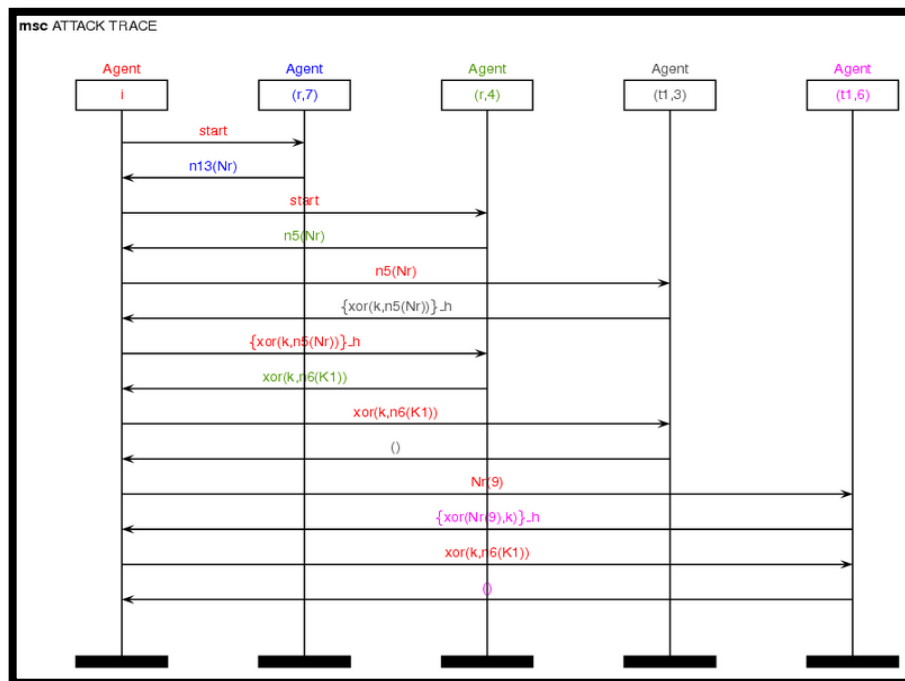 msc ATTACK TRACE
Agent Agent Agent Agent Agent
i (r,7) (r,4) (t1,3) (t1,6)
start
n13(Nr)
start
n5(Nr)
n5(Nr)
{xor(k,n5(Nr))}_h
{xor(k,n5(Nr))}_h
xor(k,n6(K1))
xor(k,n6(K1))
()
Nr(9)
{xor(Nr(9),k)}_h
xor(k,n6(K1))
()